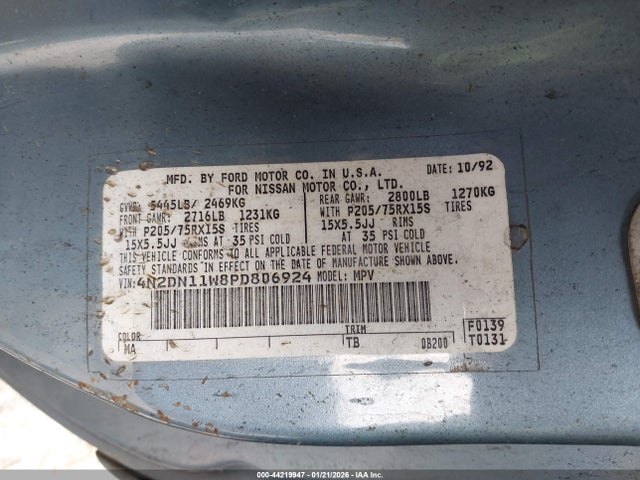 MFD. BY FORD MOTOR CO. IN U.S.A.
FOR NISSAN MOTOR CO., LTD.
DATE: 10/92
GVWR: 5445LB/ 2469KG
FRONT GAWR: 2716LB 1231KG
WITH P205/75RX15S TIRES
15X5.5JJ RIMS AT 35 PSI COLD
REAR GAWR: 2800LB 1270KG
WITH P205/75RX15S TIRES
15X5.5JJ RIMS
AT 35 PSI COLD
THIS VEHICLE CONFORMS TO ALL APPLICABLE FEDERAL MOTOR VEHICLE
SAFETY STANDARDS IN EFFECT ON THE DATE OF MANUFACTURE SHOWN ABOVE
VIN: 4N2DN11W8PD806924 MODEL: MPV
COLOR TRIM F0139
MA TB 0B200 T0131
00-44219947 · 01/21/2026 · IAAI.COM